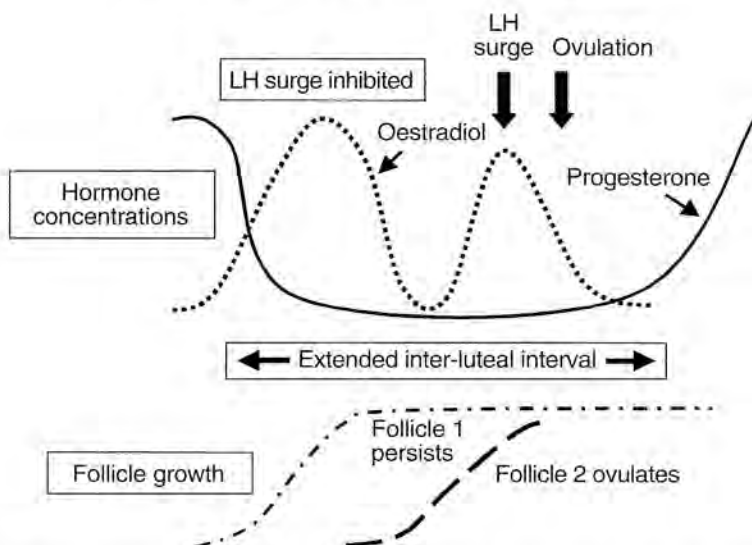 LH
surge
Ovulation
LH surge inhibited
Oestradiol
Hormone
concentrations
Progesterone
Extended inter-luteal interval
Follicle 1
persists
Follicle growth
Follicle 2 ovulates